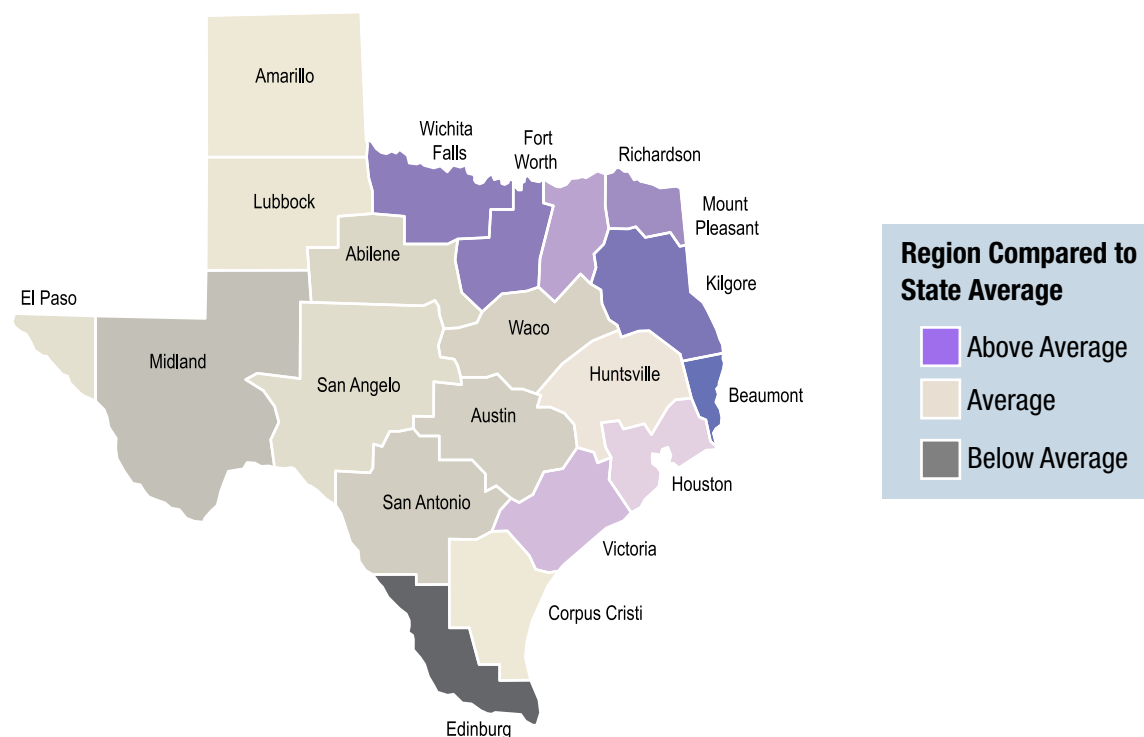 Amarillo
Wichita
Falls
Fort
Worth
Richardson
Mount
Pleasant
Lubbock
Abilene
Kilgore
El Paso
Midland
Waco
San Angelo
Huntsville
Beaumont
Austin
Houston
San Antonio
Victoria
Corpus Cristi
Edinburg
Region Compared to
State Average
Above Average
Average
Below Average